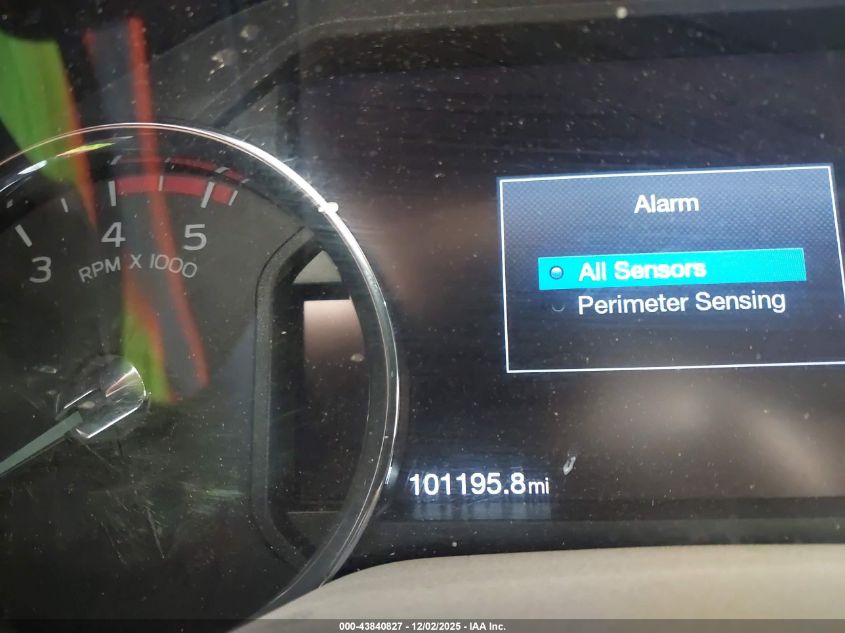 3 4 5
RPM X 1000
Alarm
All Sensors
Perimeter Sensing
101195.8mi
000-43840827 - 12/02/2025 - IAA Inc.